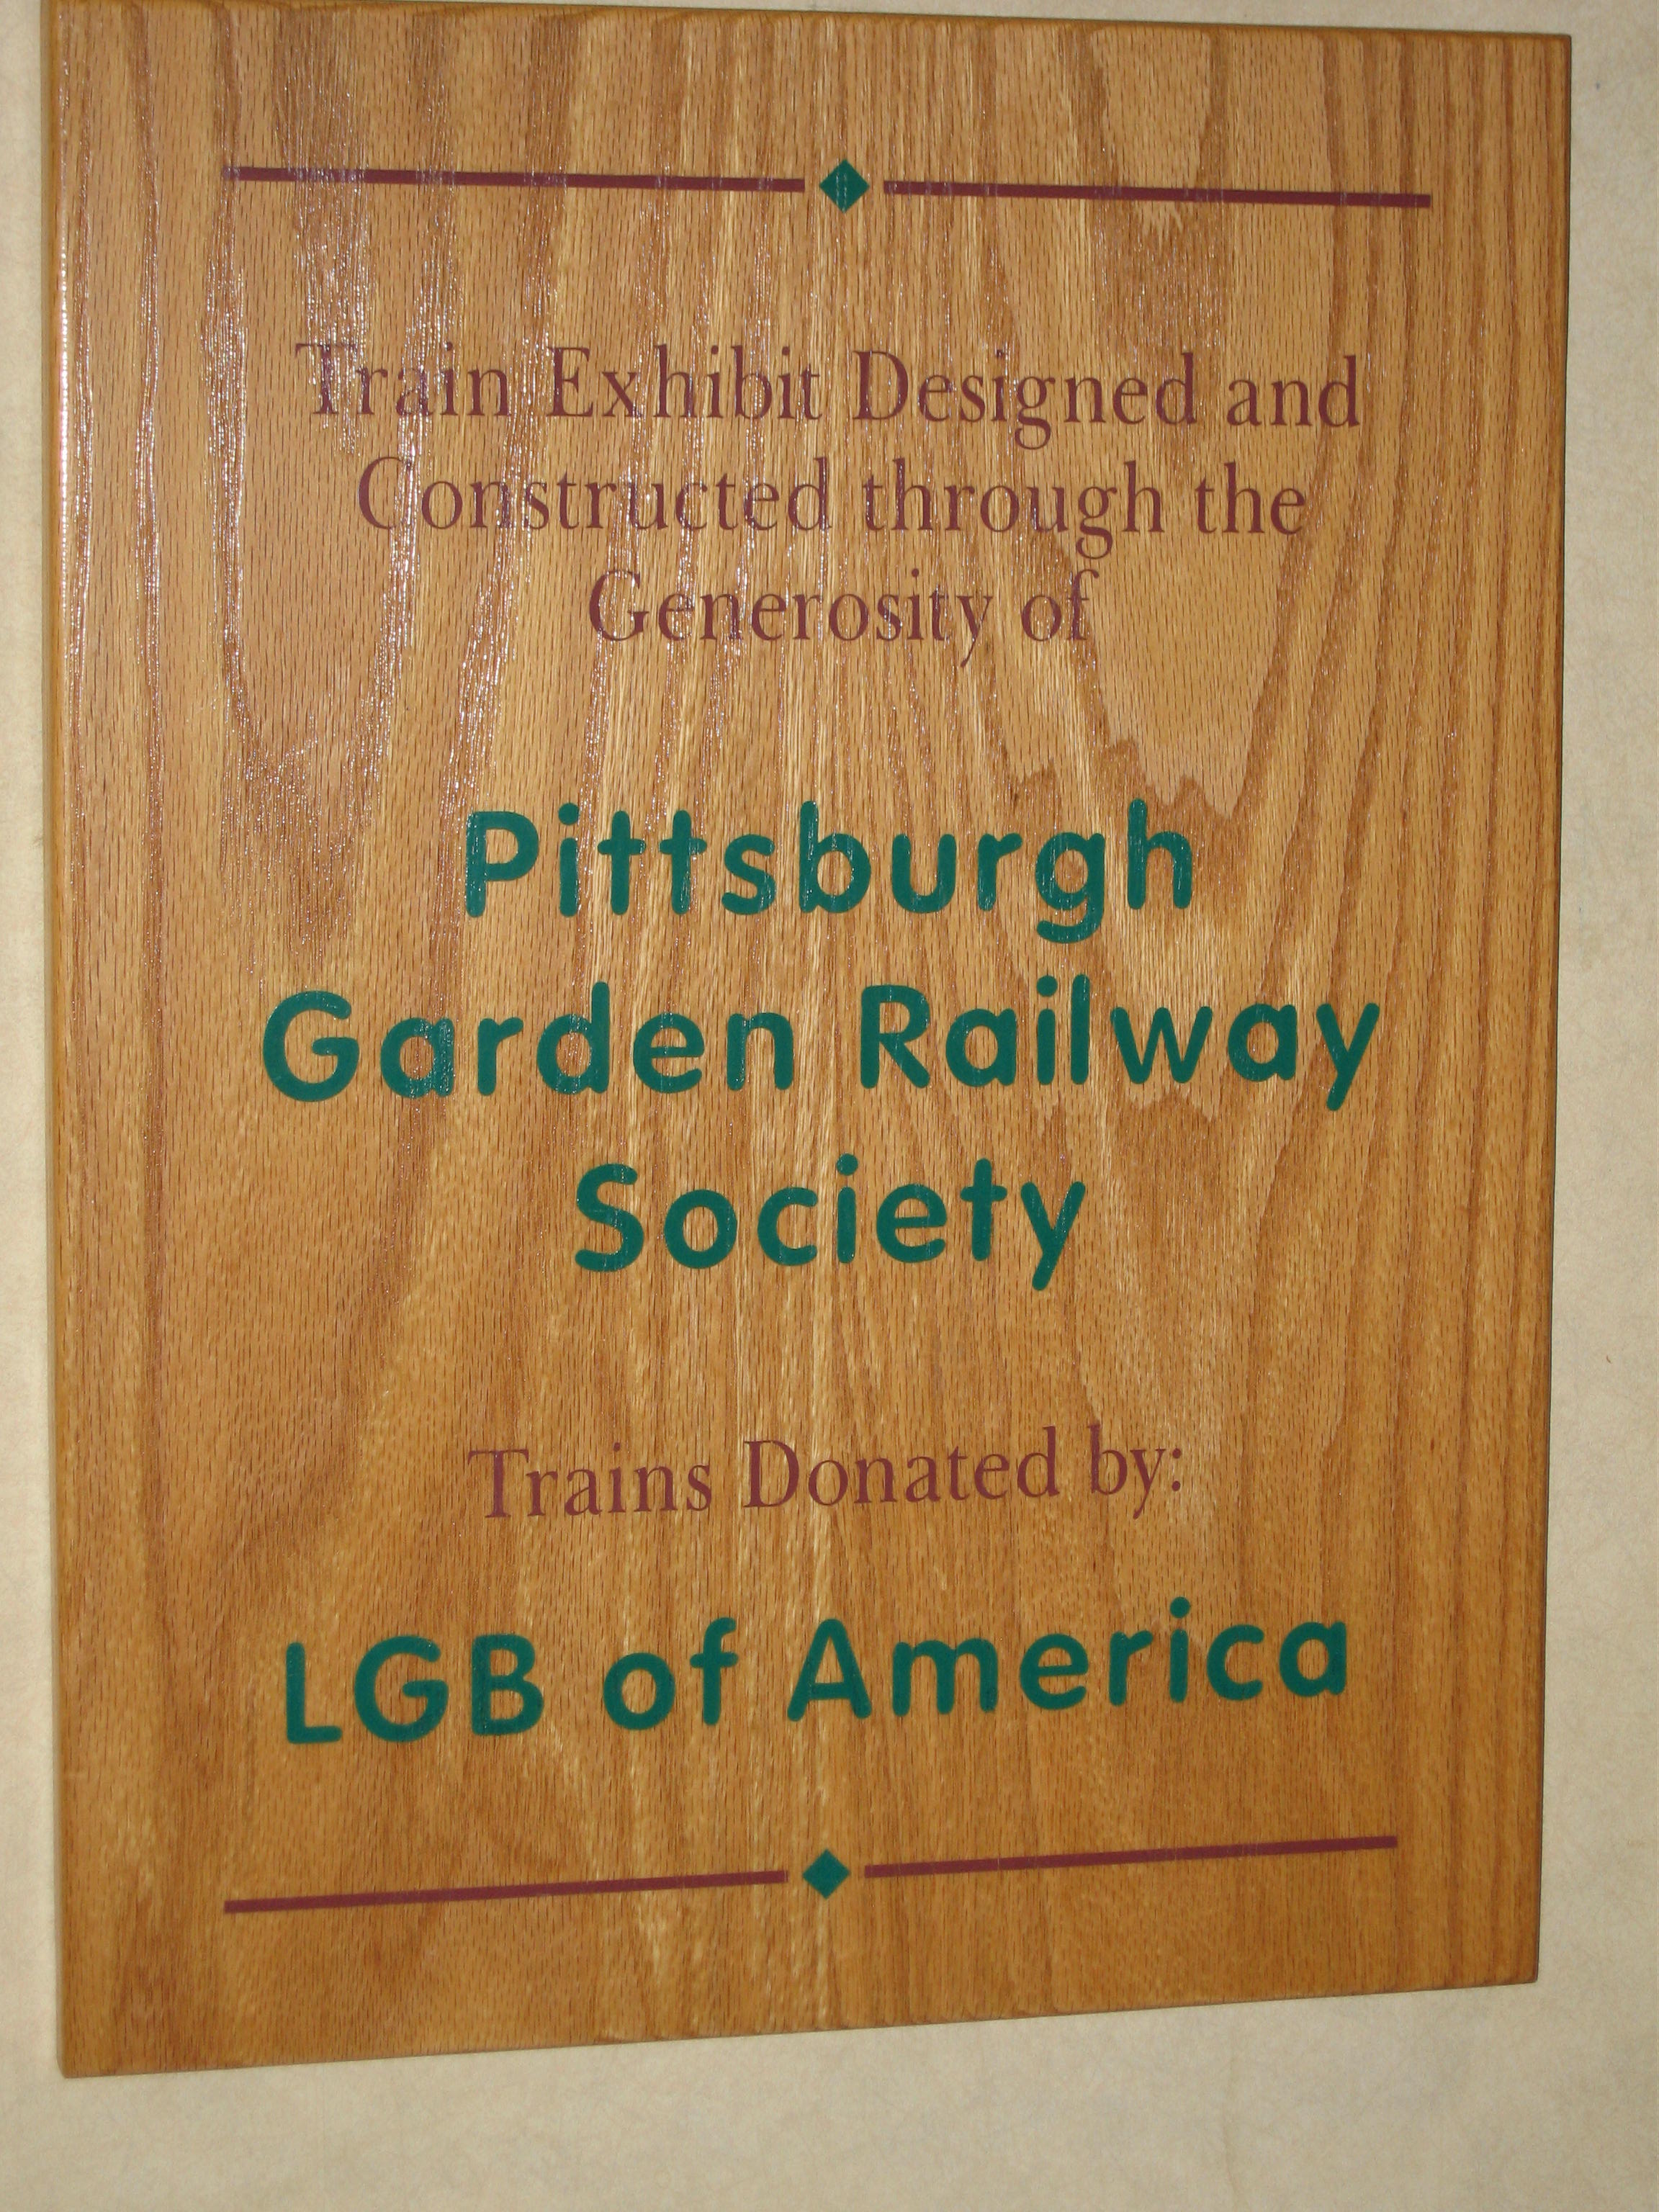 Train Exhibit Designed and
Constructed through the
Generosity of
Pittsburgh
Garden Railway
Society
Trains Donated by:
LGB of America